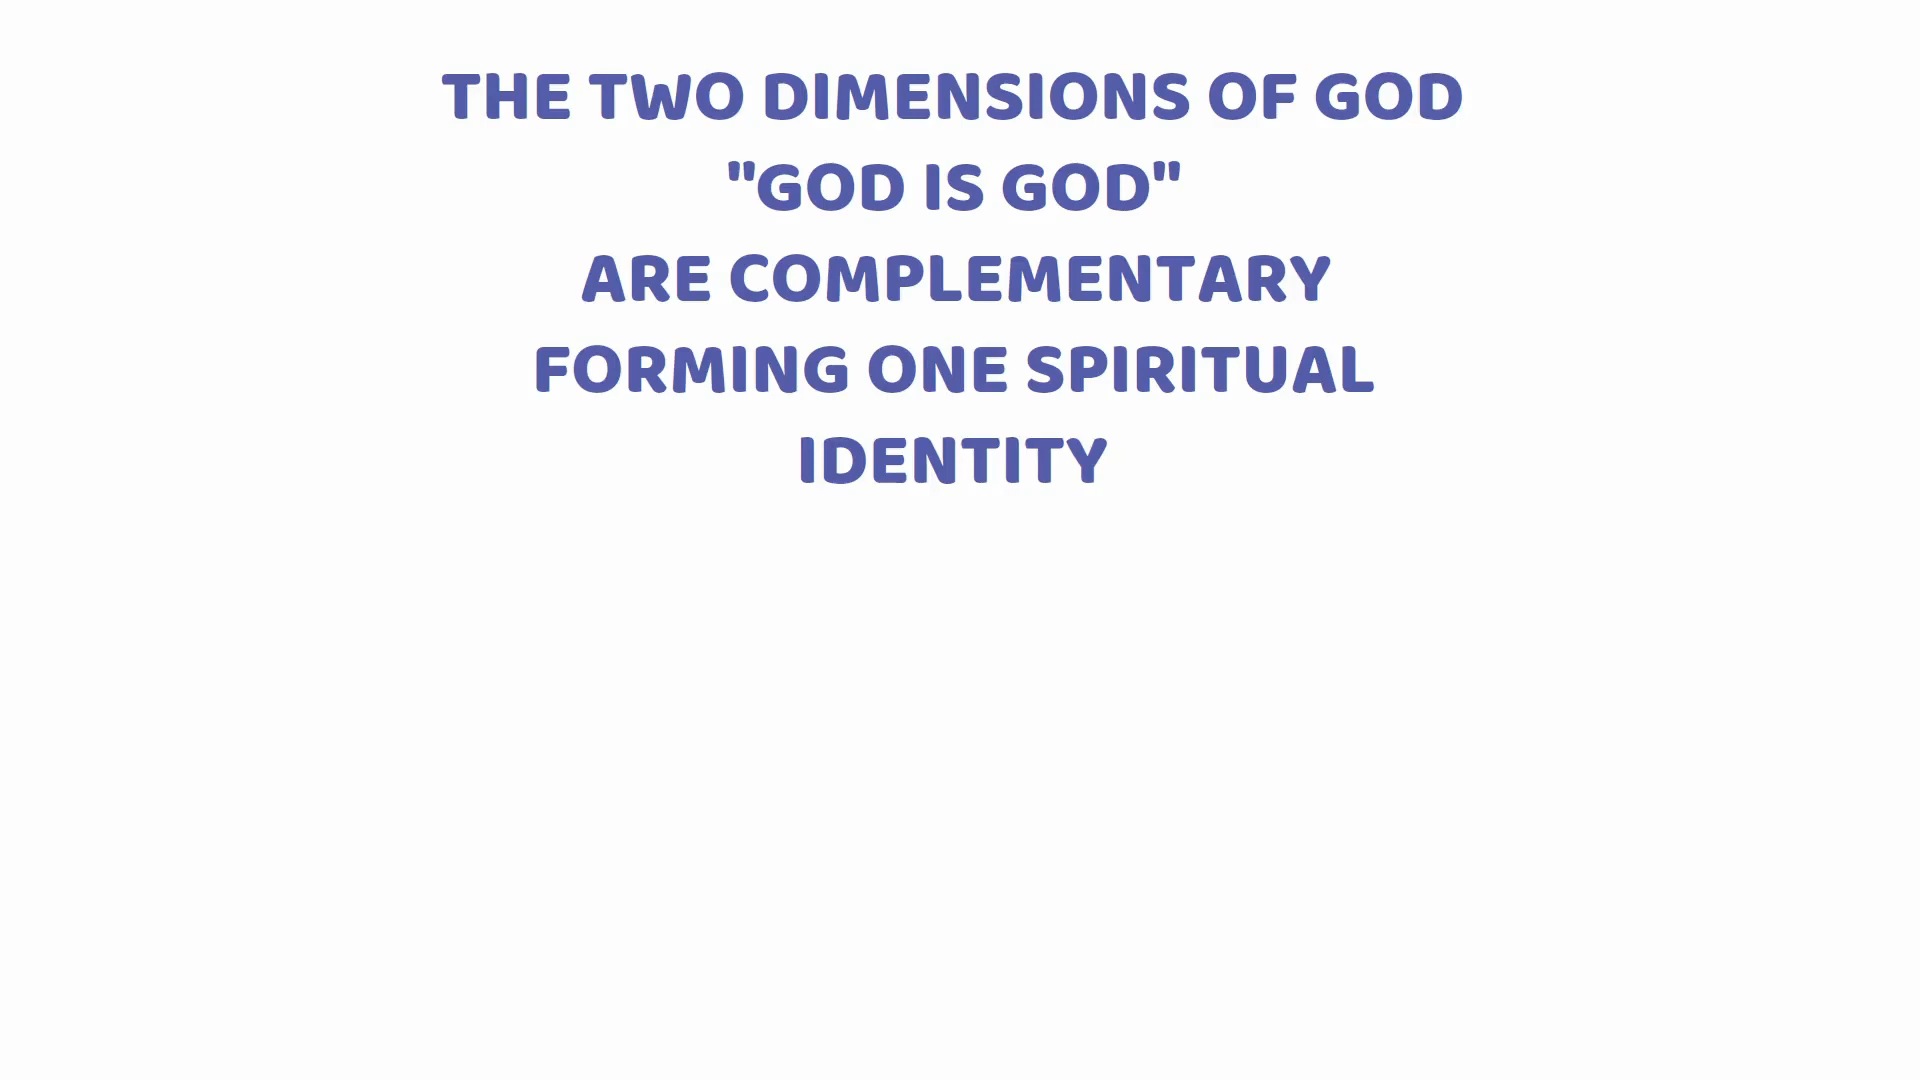 THE TWO DIMENSIONS OF GOD
"GOD IS GOD"
ARE COMPLEMENTARY
FORMING ONE SPIRITUAL
IDENTITY